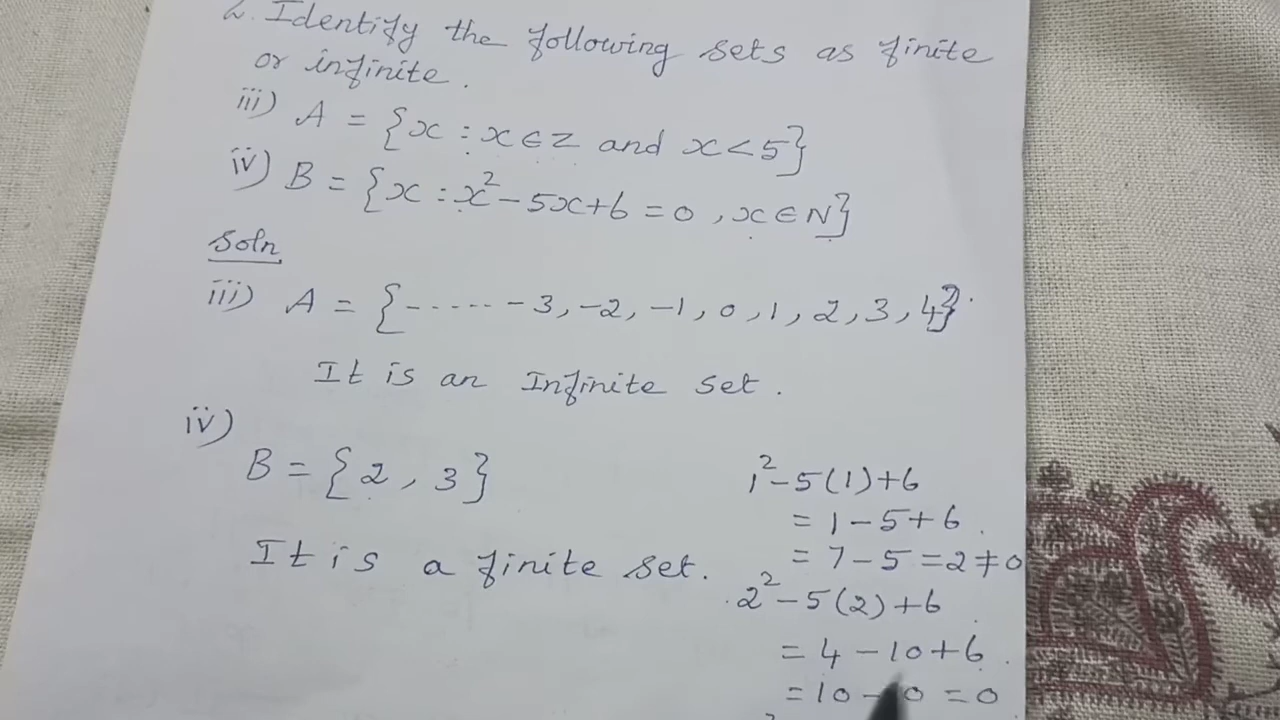 2. Identify the following sets as finite
or infinite.
iii) A = {x : x ∈ Z and x < 5}
iv) B = {x : x² - 5x + 6 = 0 , x ∈ N}
Soln
iii) A = {------ -3, -2, -1, 0, 1, 2, 3, 4}.
It is an Infinite set.
iv)
B = {2, 3}
It is a finite set.
1² - 5(1) + 6
= 1 - 5 + 6
= 7 - 5 = 2 ≠ 0
2² - 5(2) + 6
= 4 - 10 + 6
= 10 - 10 = 0